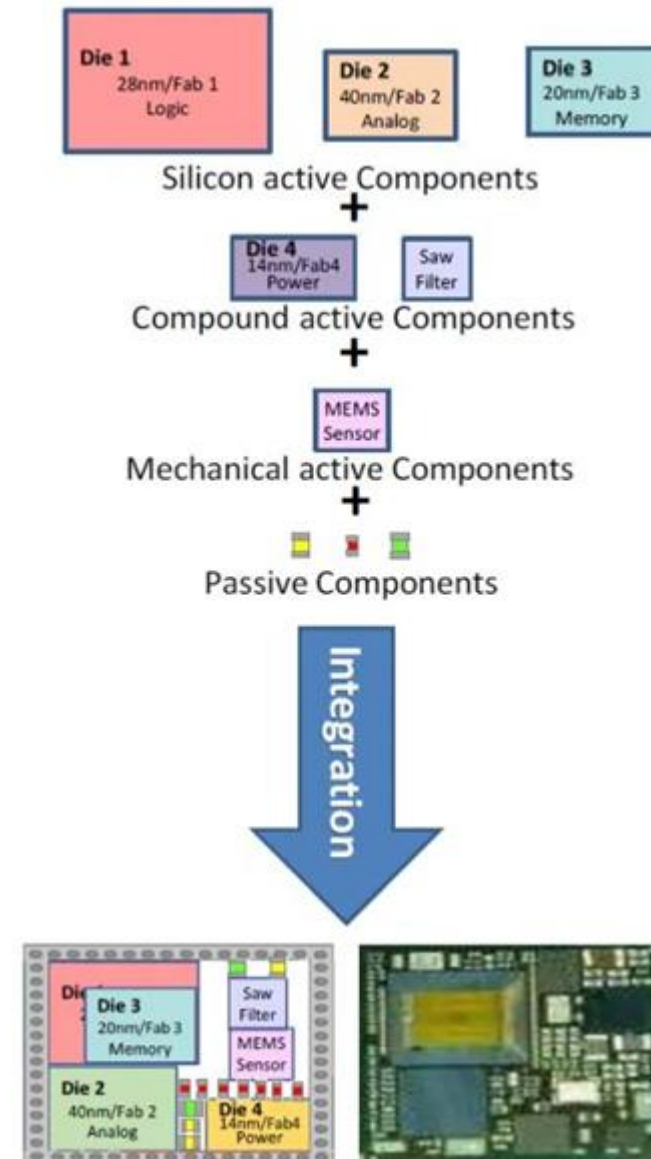 Die 1
28nm/Fab 1
Logic
Die 2
40nm/Fab 2
Analog
Die 3
20nm/Fab 3
Memory
Silicon active Components
+
Die 4
14nm/Fab4
Power
Saw
Filter
Compound active Components
+
MEMS
Sensor
Mechanical active Components
+
Passive Components
Integration
Die 3
20nm/Fab 3
Memory
Saw
Filter
MEMS
Sensor
Die 2
40nm/Fab 2
Analog
Die 4
14nm/Fab4
Power